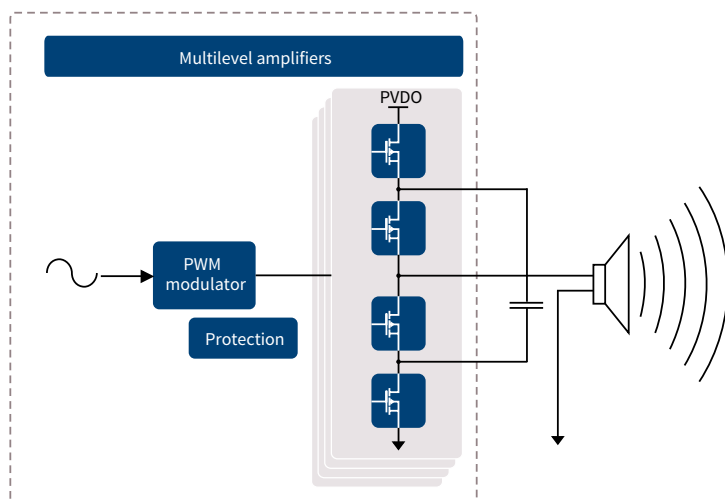 Multilevel amplifiers
PVDO
PWM
modulator
Protection